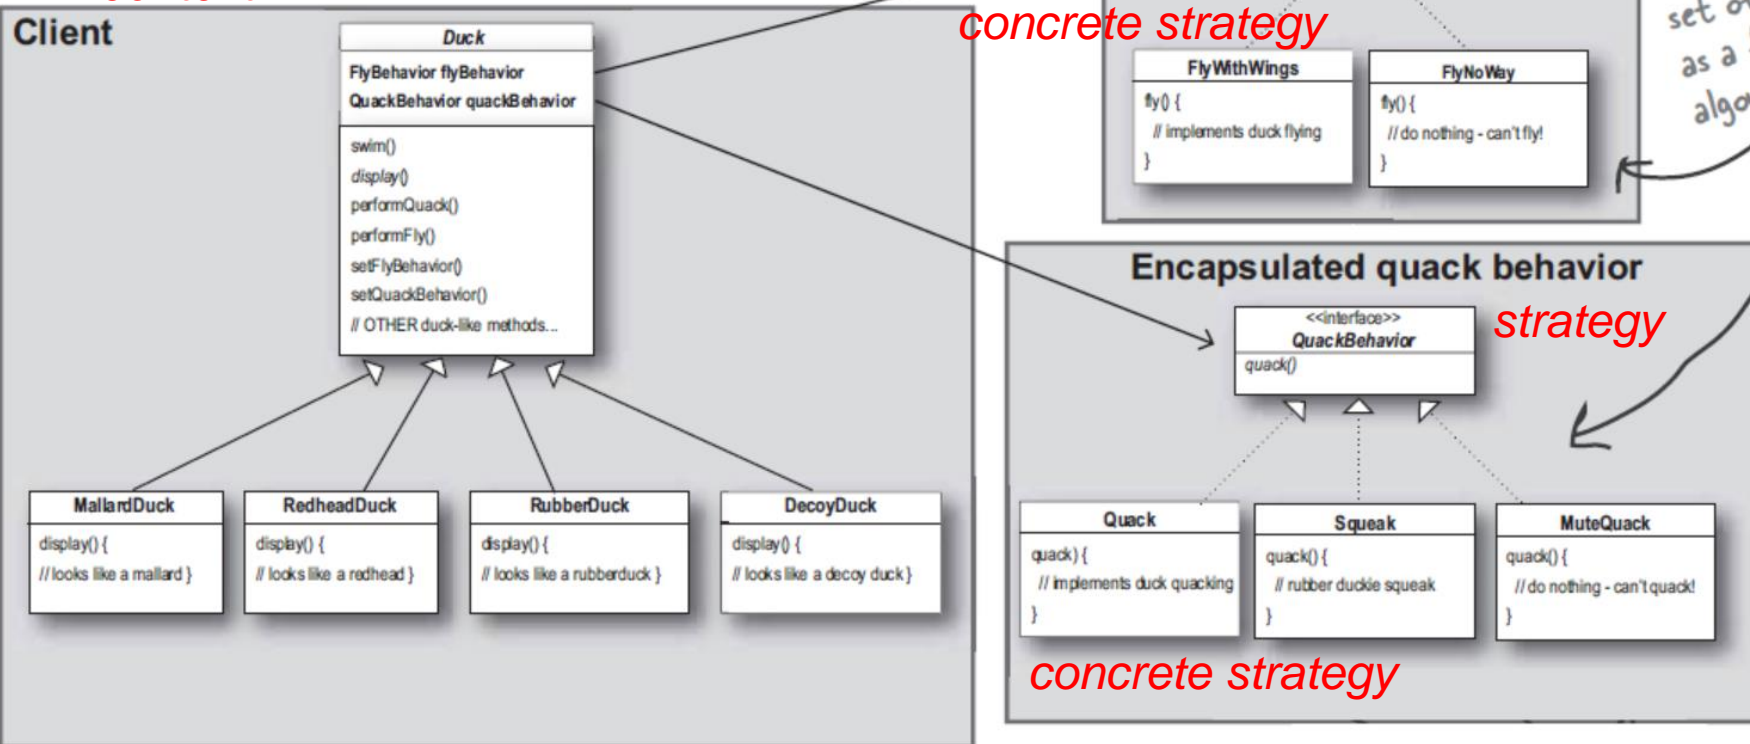 Client
Duck
FlyBehavior flyBehavior
QuackBehavior quackBehavior
swim()
display()
performQuack()
performFly()
setFlyBehavior()
setQuackBehavior()
// OTHER duck-like methods...
MallardDuck
display() {
// looks like a mallard }
RedheadDuck
display() {
// looks like a redhead }
RubberDuck
display() {
// looks like a rubberduck }
DecoyDuck
display() {
// looks like a decoy duck }
concrete strategy
FlyWithWings
fly() {
// implements duck flying
}
FlyNoWay
fly() {
// do nothing - can't fly!
}
set
as a
Encapsulated quack behavior
<<interface>>
QuackBehavior
quack()
strategy
Quack
quack) {
// implements duck quacking
}
Squeak
quack() {
// rubber duckie squeak
}
MuteQuack
quack() {
// do nothing - can't quack!
}
concrete strategy